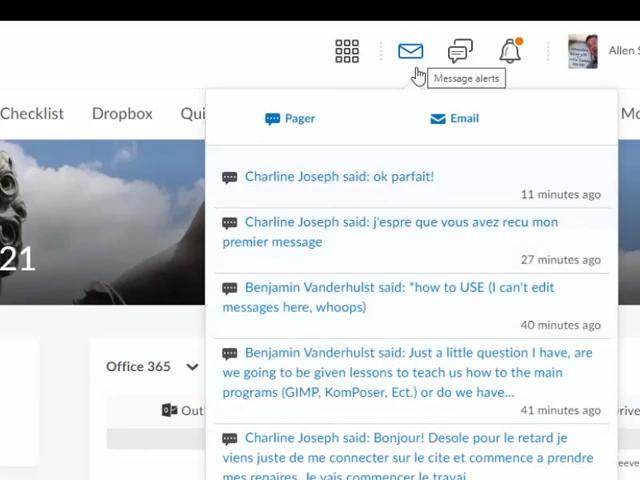 Allen S
Message alerts
Checklist Dropbox Qui
Mo
Pager Email
Charline Joseph said: ok parfait!
11 minutes ago
Charline Joseph said: j'espre que vous avez recu mon
premier message
27 minutes ago
21
Benjamin Vanderhulst said: *how to USE (I can't edit
messages here, whoops)
40 minutes ago
Benjamin Vanderhulst said: Just a little question I have, are
we going to be given lessons to teach us how to the main
programs (GIMP, KomPoser, Ect.) or do we have...
41 minutes ago
Office 365
Out
rive
Charline Joseph said: Bonjour! Desole pour le retard je
viens juste de me connecter sur le cite et commence a prendre
mes repaires. Je vais commencer le travai